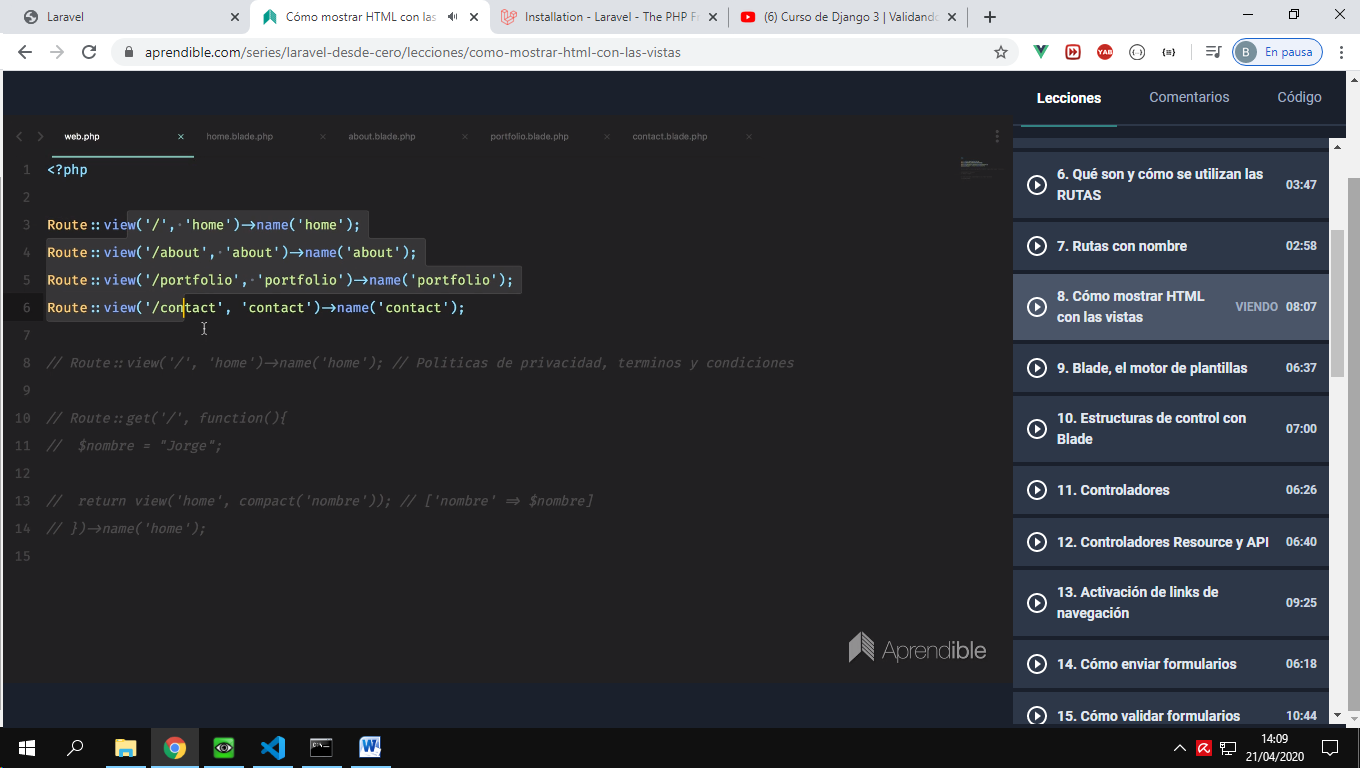 Laravel
Cómo mostrar HTML con las
Installation - Laravel - The PHP F
(6) Curso de Django 3 | Validando
aprendible.com/series/laravel-desde-cero/lecciones/como-mostrar-html-con-las-vistas
YAB
B En pausa
Lecciones Comentarios Código
web.php home.blade.php about.blade.php portfolio.blade.php contact.blade.php
1 <?php
2
3 Route::view('/', 'home')->name('home');
4 Route::view('/about', 'about')->name('about');
5 Route::view('/portfolio', 'portfolio')->name('portfolio');
6 Route::view('/contact', 'contact')->name('contact');
7
8 // Route::view('/', 'home')->name('home'); // Politicas de privacidad, terminos y condiciones
9
10 // Route::get('/', function(){
11 // $nombre = "Jorge";
12
13 // return view('home', compact('nombre')); // ['nombre' => $nombre]
14 // })->name('home');
15
Aprendible
6. Qué son y cómo se utilizan las
RUTAS
03:47
7. Rutas con nombre 02:58
8. Cómo mostrar HTML
con las vistas
VIENDO 08:07
9. Blade, el motor de plantillas 06:37
10. Estructuras de control con
Blade
07:00
11. Controladores 06:26
12. Controladores Resource y API 06:40
13. Activación de links de
navegación
09:25
14. Cómo enviar formularios 06:18
15. Cómo validar formularios 10:44
14:09
21/04/2020